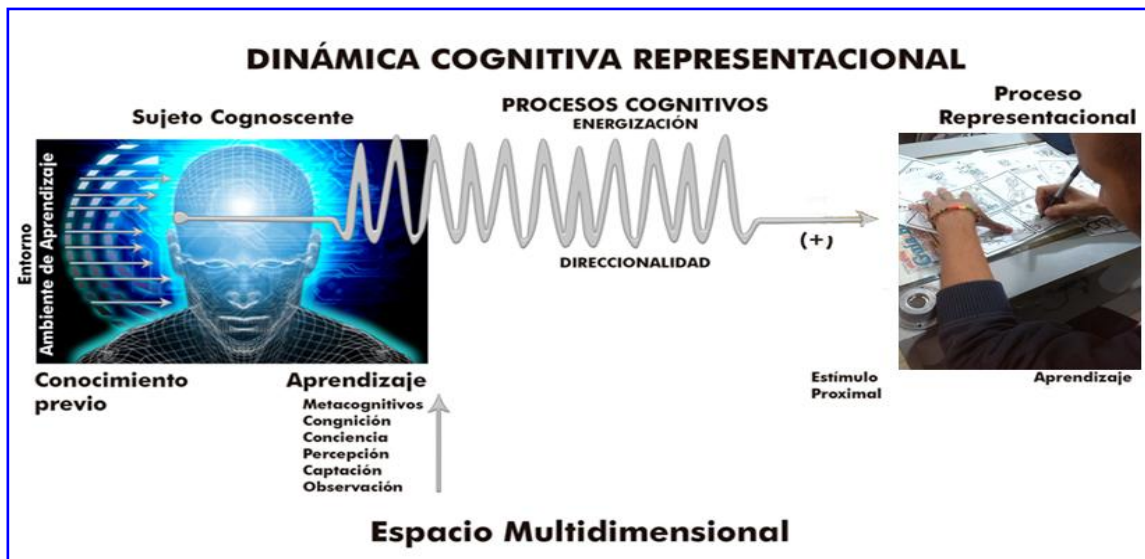 DINÁMICA COGNITIVA REPRESENTACIONAL
Sujeto Cognoscente
PROCESOS COGNITIVOS
ENERGIZACIÓN
Proceso
Representacional
Entorno
Ambiente de Aprendizaje
(+)
DIRECCIONALIDAD
Conocimiento
previo
Aprendizaje
Metacognitivos
Congnición
Conciencia
Percepción
Captación
Observación
Estímulo
Proximal
Aprendizaje
Espacio Multidimensional